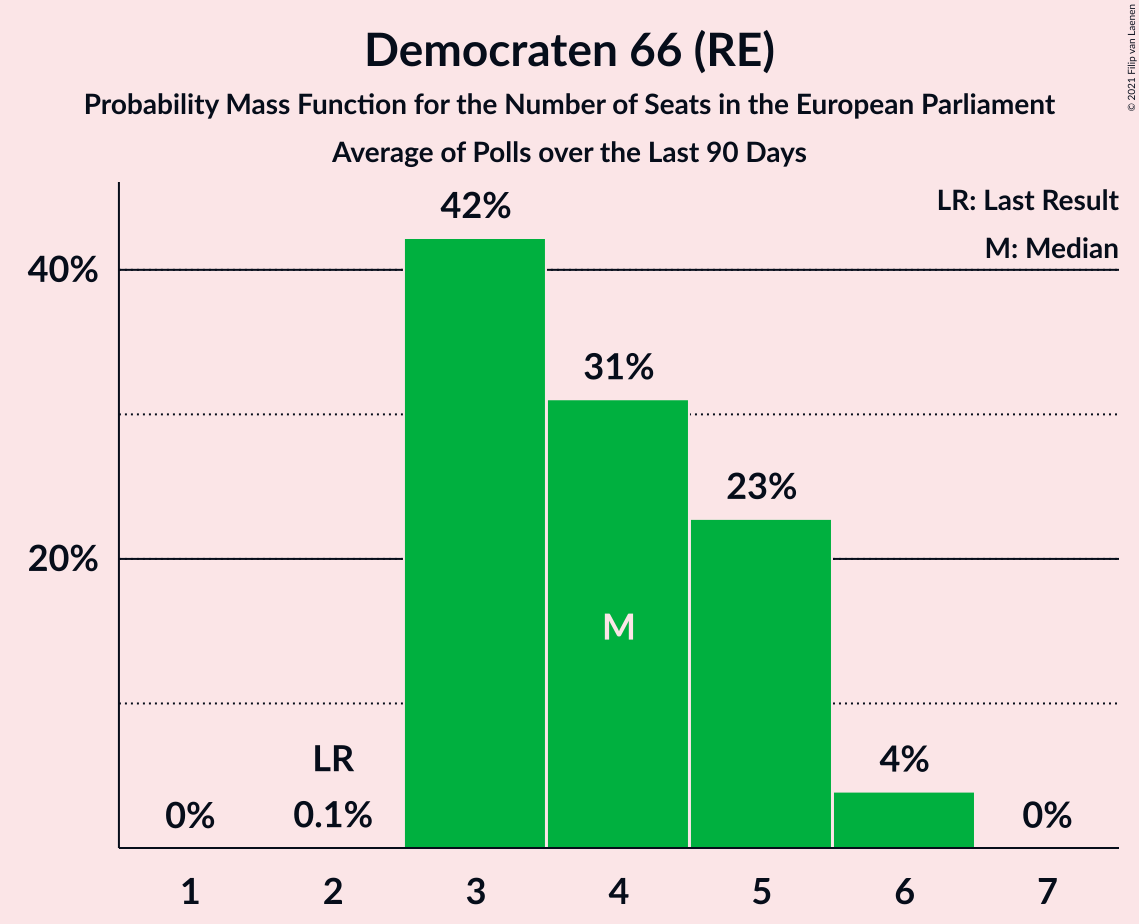 Democraten 66 (RE)
Probability Mass Function for the Number of Seats in the European Parliament
Average of Polls over the Last 90 Days
© 2021 Filip van Laenen
LR: Last Result
M: Median
42%
40%
31%
23%
20%
M
LR
4%
0%
0.1%
0%
1 2 3 4 5 6 7